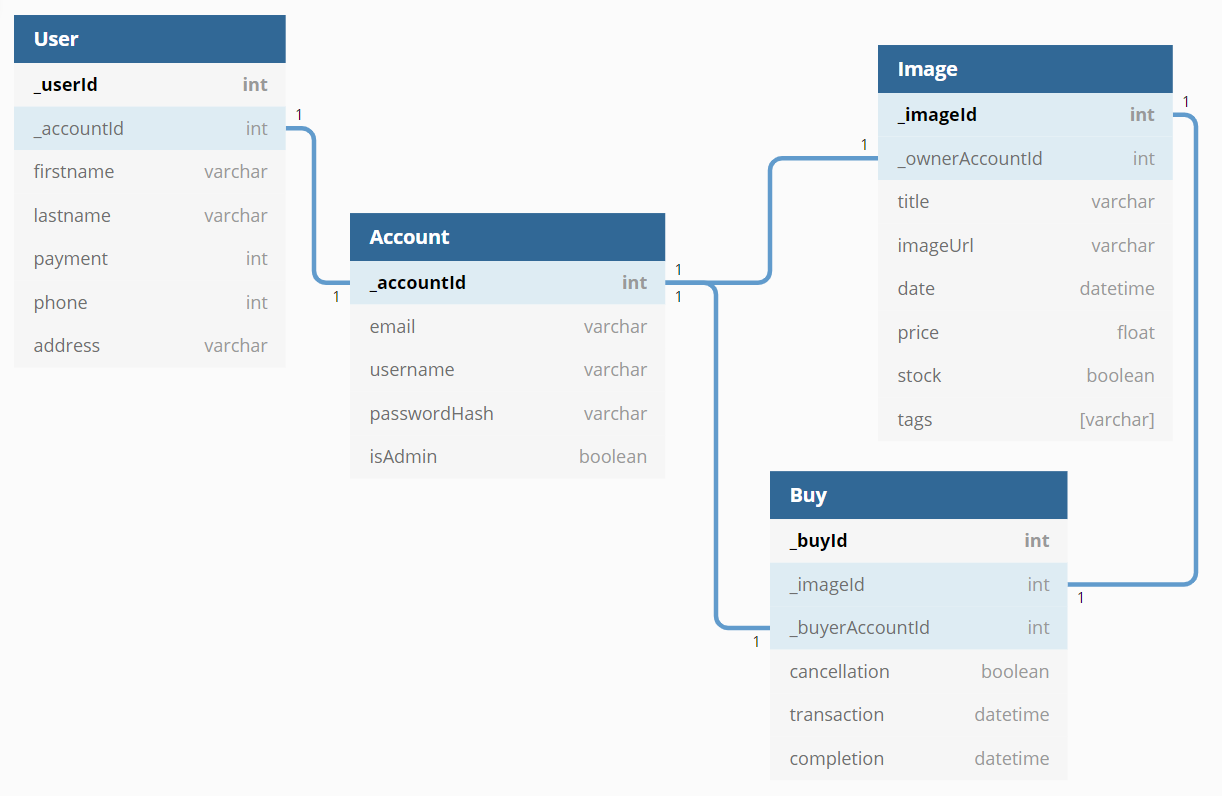 User
_userId int
_accountId int
firstname varchar
lastname varchar
payment int
phone int
address varchar
1
1
Account
_accountId int
email varchar
username varchar
passwordHash varchar
isAdmin boolean
1
1
1
Image
_imageId int
_ownerAccountId int
title varchar
imageUrl varchar
date datetime
price float
stock boolean
tags [varchar]
1
Buy
_buyId int
_imageId int
_buyerAccountId int
cancellation boolean
transaction datetime
completion datetime
1
1